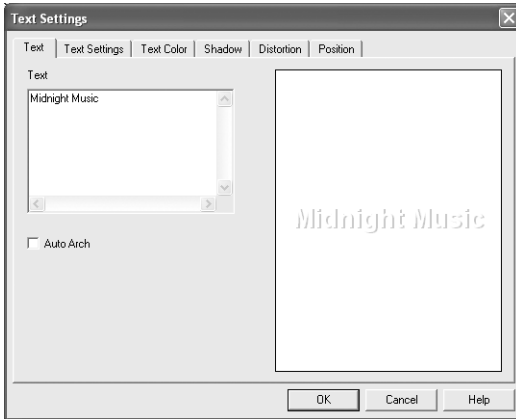 Text Settings
Text Text Settings Text Color Shadow Distortion Position
Text
Midnight Music
Midnight Music
Auto Arch
OK Cancel Help